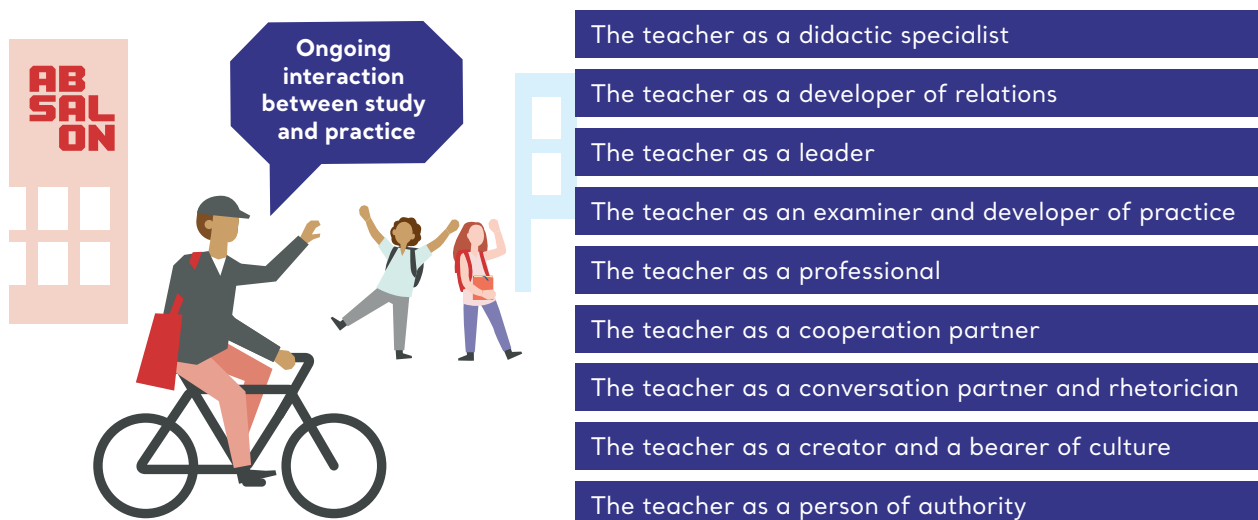 AB
SAL
ON
Ongoing
interaction
between study
and practice
The teacher as a didactic specialist
The teacher as a developer of relations
The teacher as a leader
The teacher as an examiner and developer of practice
The teacher as a professional
The teacher as a cooperation partner
The teacher as a conversation partner and rhetorician
The teacher as a creator and a bearer of culture
The teacher as a person of authority